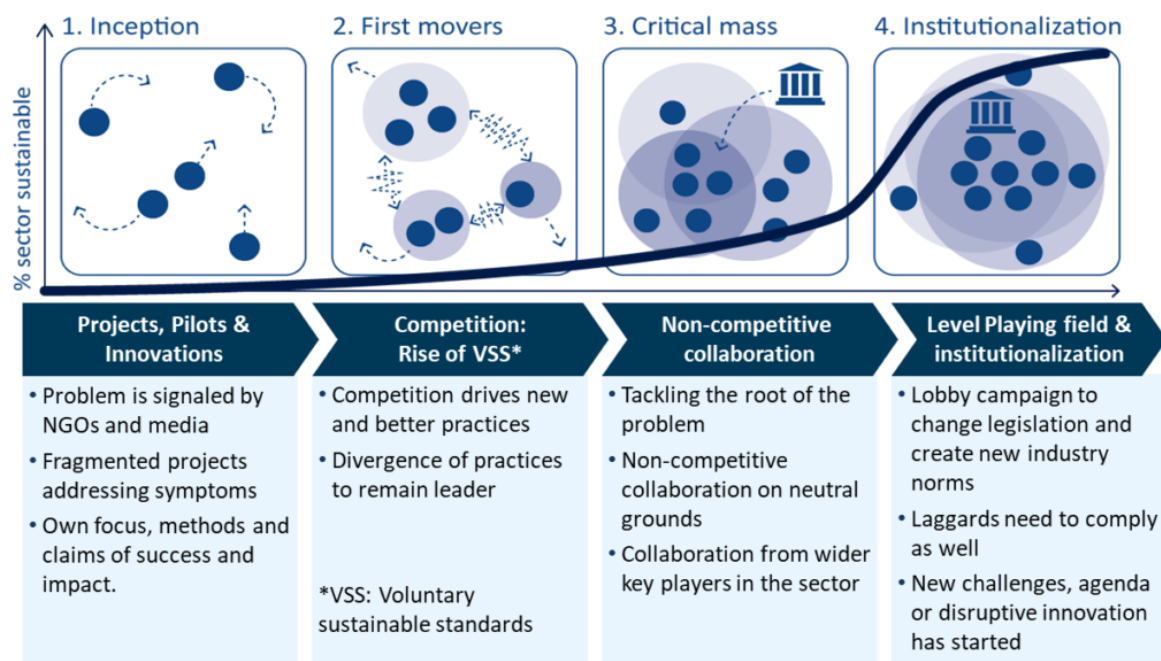 1. Inception
2. First movers
3. Critical mass
4. Institutionalization
% sector sustainable
Projects, Pilots &
Innovations
Competition:
Rise of VSS*
Non-competitive
collaboration
Level Playing field &
institutionalization
• Problem is signaled by
NGOs and media
• Fragmented projects
addressing symptoms
• Own focus, methods and
claims of success and
impact.
• Competition drives new
and better practices
• Divergence of practices
to remain leader
*VSS: Voluntary
sustainable standards
• Tackling the root of the
problem
• Non-competitive
collaboration on neutral
grounds
• Collaboration from wider
key players in the sector
• Lobby campaign to
change legislation and
create new industry
norms
• Laggards need to comply
as well
• New challenges, agenda
or disruptive innovation
has started